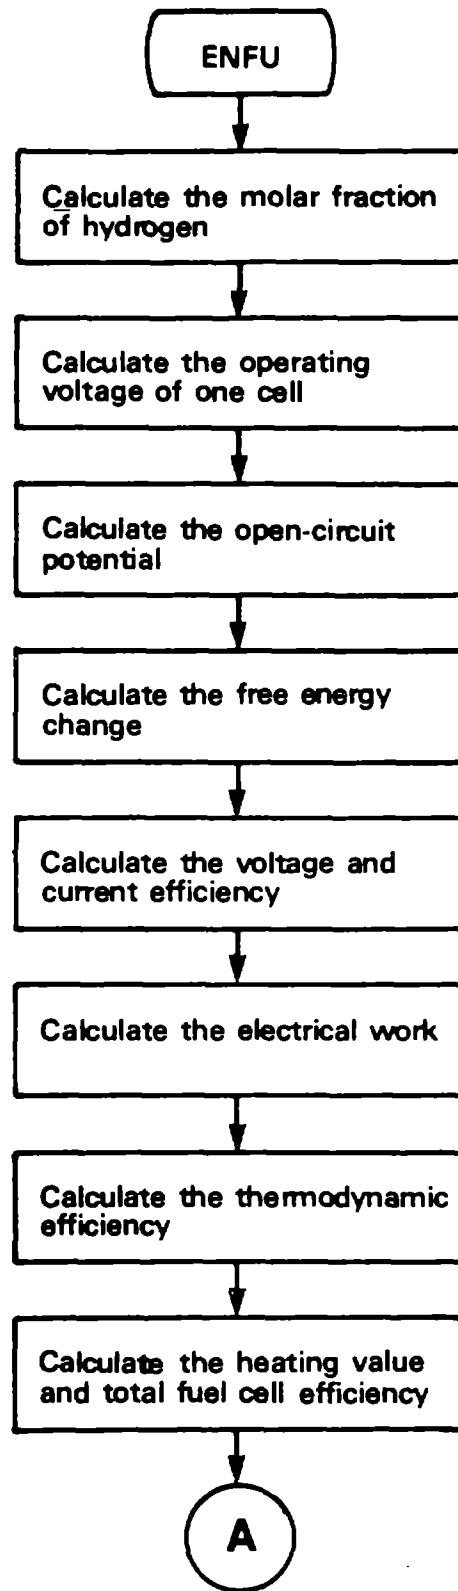 ENFU
Calculate the molar fraction
of hydrogen
Calculate the operating
voltage of one cell
Calculate the open-circuit
potential
Calculate the free energy
change
Calculate the voltage and
current efficiency
Calculate the electrical work
Calculate the thermodynamic
efficiency
Calculate the heating value
and total fuel cell efficiency
A